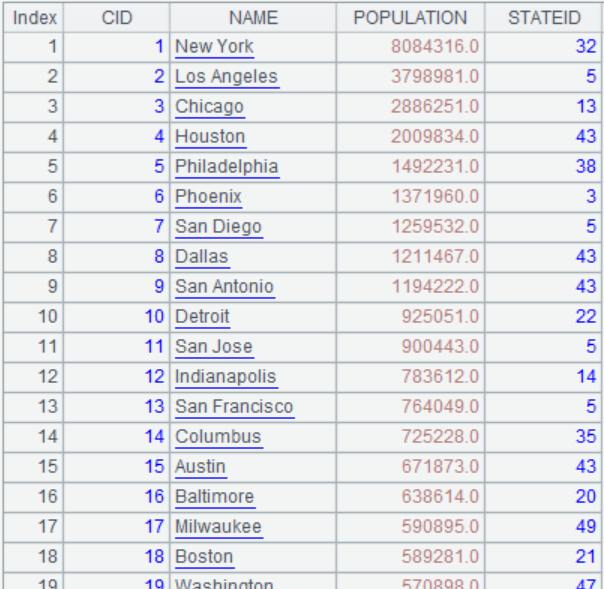 Index CID NAME POPULATION STATEID
1 1 New York 8084316.0 32
2 2 Los Angeles 3798981.0 5
3 3 Chicago 2886251.0 13
4 4 Houston 2009834.0 43
5 5 Philadelphia 1492231.0 38
6 6 Phoenix 1371960.0 3
7 7 San Diego 1259532.0 5
8 8 Dallas 1211467.0 43
9 9 San Antonio 1194222.0 43
10 10 Detroit 925051.0 22
11 11 San Jose 900443.0 5
12 12 Indianapolis 783612.0 14
13 13 San Francisco 764049.0 5
14 14 Columbus 725228.0 35
15 15 Austin 671873.0 43
16 16 Baltimore 638614.0 20
17 17 Milwaukee 590895.0 49
18 18 Boston 589281.0 21
19 19 Washington 570898.0 47